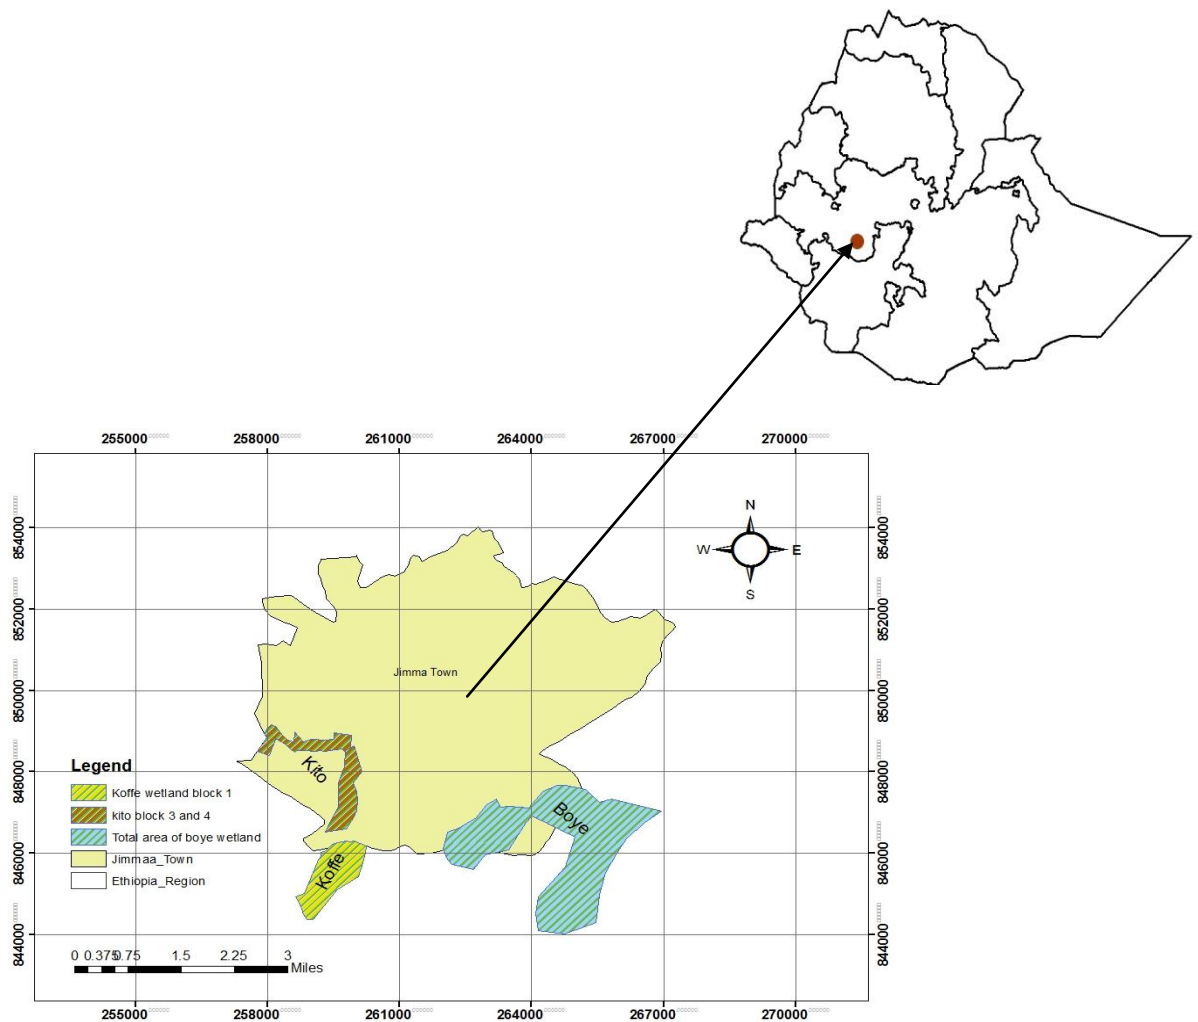 255000 258000 261000 264000 267000 270000
N
W E
S
854000 854000
852000 852000
Jimma Town
850000 850000
Kito
848000 848000
Boye
Legend
Koffe wetland block 1
kito block 3 and 4
Total area of boye wetland
Jimmaa_Town
Ethiopia_Region
846000 846000
Koffe
844000 844000
0 0.375 0.75 1.5 2.25 3
Miles
255000 258000 261000 264000 267000 270000